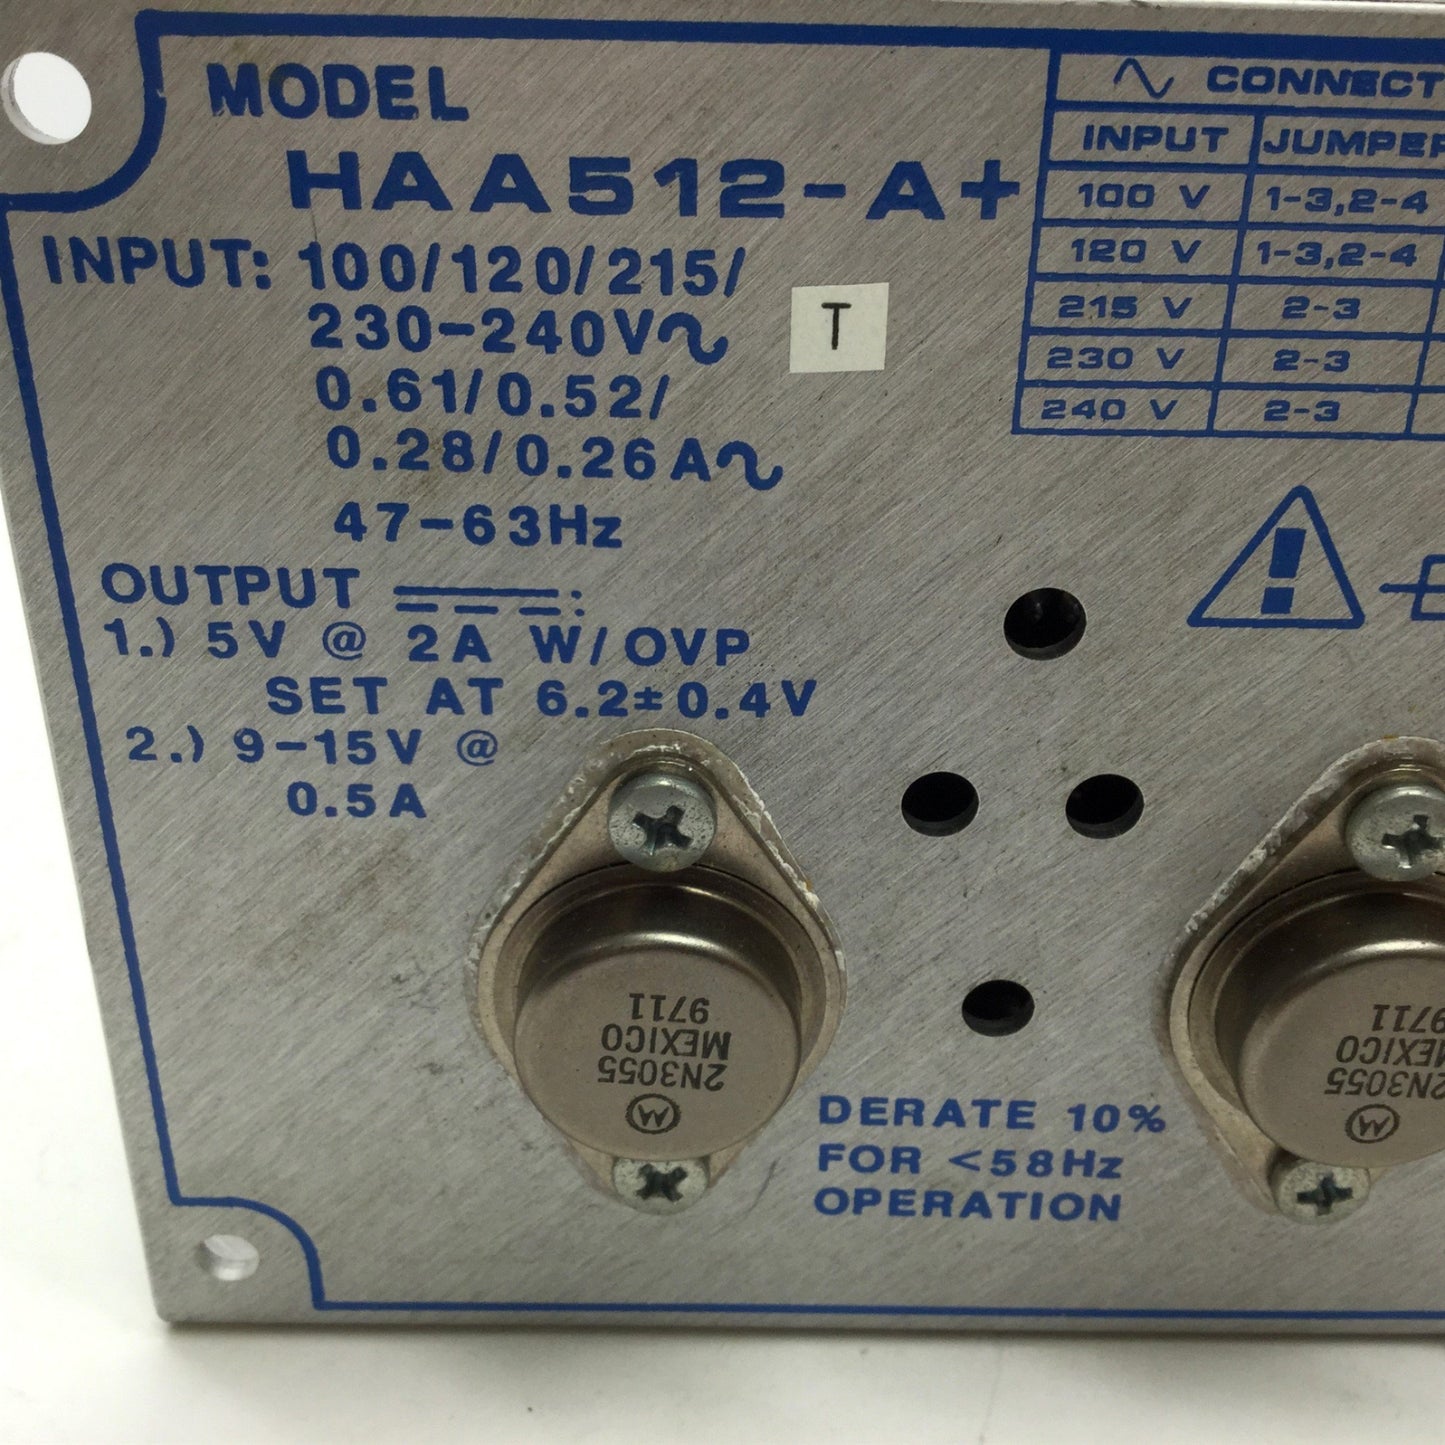 MODEL
HAA512-A+
INPUT: 100/120/215/
230-240V∿
0.61/0.52/
0.28/0.26A∿
47-63Hz
OUTPUT ⎓:
1.) 5V @ 2A W/OVP
SET AT 6.2±0.4V
2.) 9-15V @
0.5A
T
∿ CONNECT
INPUT JUMPER
100 V 1-3,2-4
120 V 1-3,2-4
215 V 2-3
230 V 2-3
240 V 2-3
!
M
2N3055
MEXICO
9711
DERATE 10%
FOR <58Hz
OPERATION
M
2N3055
MEXICO
9711